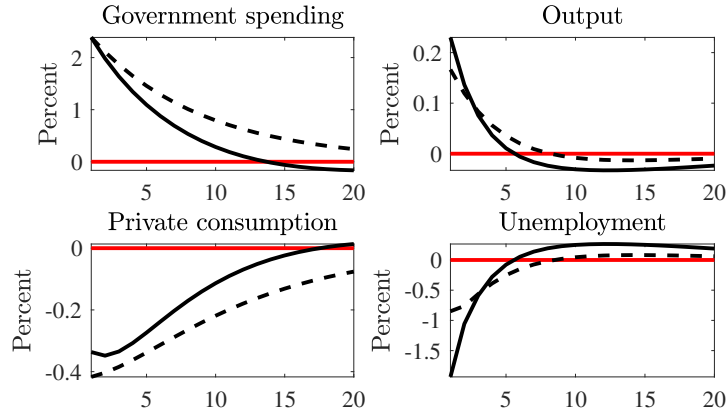 Government spending
Percent
2
1
0
5 10 15 20
Output
Percent
0.2
0.1
0
5 10 15 20
Private consumption
Percent
0
-0.2
-0.4
5 10 15 20
Unemployment
Percent
0
-0.5
-1
-1.5
5 10 15 20